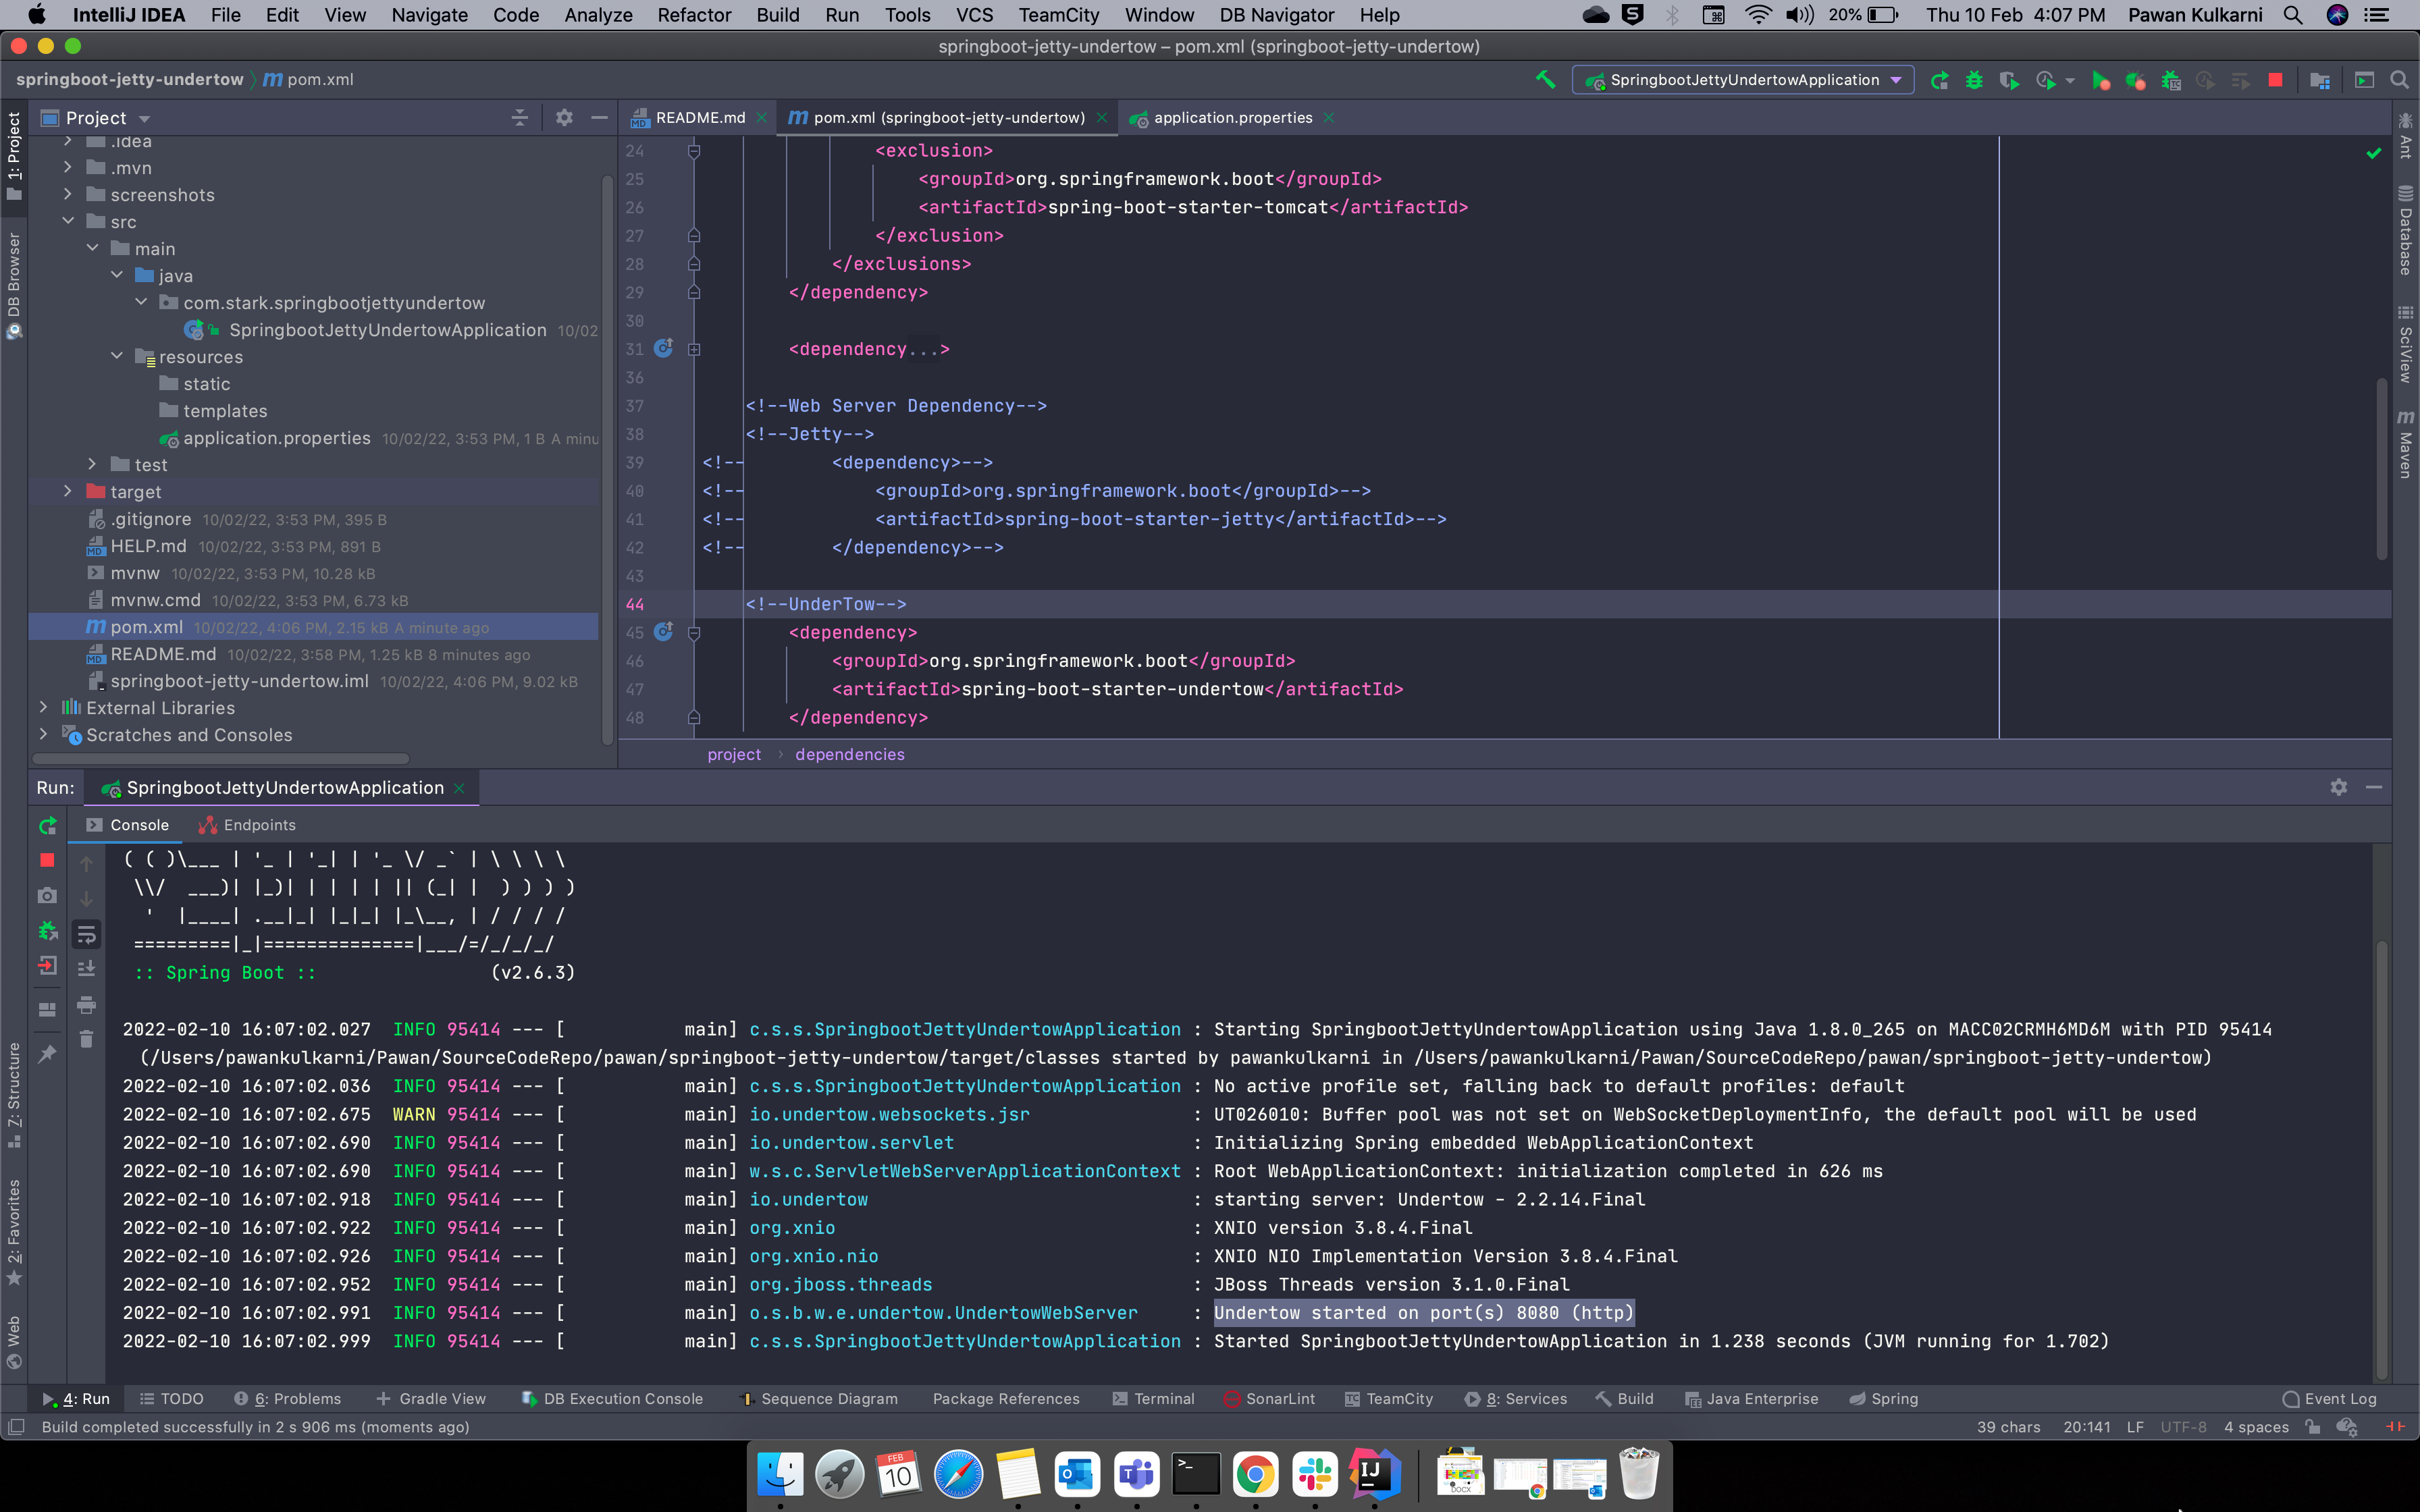 IntelliJ IDEA File Edit View Navigate Code Analyze Refactor Build Run Tools VCS TeamCity Window DB Navigator Help 20% Thu 10 Feb 4:07 PM Pawan Kulkarni
springboot-jetty-undertow – pom.xml (springboot-jetty-undertow)
springboot-jetty-undertow pom.xml SpringbootJettyUndertowApplication
Project README.md pom.xml (springboot-jetty-undertow) application.properties
1: Project
DB Browser
Z: Structure
2: Favorites
Web
Ant
Database
SciView
Maven
.idea
.mvn
screenshots
src
main
java
com.stark.springbootjettyundertow
SpringbootJettyUndertowApplication 10/02
resources
static
templates
application.properties 10/02/22, 3:53 PM, 1 B A minu
test
target
.gitignore 10/02/22, 3:53 PM, 395 B
HELP.md 10/02/22, 3:53 PM, 891 B
mvnw 10/02/22, 3:53 PM, 10.28 kB
mvnw.cmd 10/02/22, 3:53 PM, 6.73 kB
pom.xml 10/02/22, 4:06 PM, 2.15 kB A minute ago
README.md 10/02/22, 3:58 PM, 1.25 kB 8 minutes ago
springboot-jetty-undertow.iml 10/02/22, 4:06 PM, 9.02 kB
External Libraries
Scratches and Consoles
24 <exclusion>
25 <groupId>org.springframework.boot</groupId>
26 <artifactId>spring-boot-starter-tomcat</artifactId>
27 </exclusion>
28 </exclusions>
29 </dependency>
30
31 <dependency...>
36
37 <!--Web Server Dependency-->
38 <!--Jetty-->
39 <!-- <dependency>-->
40 <!-- <groupId>org.springframework.boot</groupId>-->
41 <!-- <artifactId>spring-boot-starter-jetty</artifactId>-->
42 <!-- </dependency>-->
43
44 <!--UnderTow-->
45 <dependency>
46 <groupId>org.springframework.boot</groupId>
47 <artifactId>spring-boot-starter-undertow</artifactId>
48 </dependency>
project › dependencies
Run: SpringbootJettyUndertowApplication
Console Endpoints
( ( )\___ | '_ | '_| | '_ \/ _` | \ \ \ \
\\/  ___)| |_)| | | | | || (_| |  ) ) ) )
'  |____| .__|_| |_|_| |_\__, | / / / /
=========|_|==============|___/=/_/_/_/
:: Spring Boot :: (v2.6.3)
2022-02-10 16:07:02.027 INFO 95414 --- [ main] c.s.s.SpringbootJettyUndertowApplication : Starting SpringbootJettyUndertowApplication using Java 1.8.0_265 on MACC02CRMH6MD6M with PID 95414
(/Users/pawankulkarni/Pawan/SourceCodeRepo/pawan/springboot-jetty-undertow/target/classes started by pawankulkarni in /Users/pawankulkarni/Pawan/SourceCodeRepo/pawan/springboot-jetty-undertow)
2022-02-10 16:07:02.036 INFO 95414 --- [ main] c.s.s.SpringbootJettyUndertowApplication : No active profile set, falling back to default profiles: default
2022-02-10 16:07:02.675 WARN 95414 --- [ main] io.undertow.websockets.jsr : UT026010: Buffer pool was not set on WebSocketDeploymentInfo, the default pool will be used
2022-02-10 16:07:02.690 INFO 95414 --- [ main] io.undertow.servlet : Initializing Spring embedded WebApplicationContext
2022-02-10 16:07:02.690 INFO 95414 --- [ main] w.s.c.ServletWebServerApplicationContext : Root WebApplicationContext: initialization completed in 626 ms
2022-02-10 16:07:02.918 INFO 95414 --- [ main] io.undertow : starting server: Undertow - 2.2.14.Final
2022-02-10 16:07:02.922 INFO 95414 --- [ main] org.xnio : XNIO version 3.8.4.Final
2022-02-10 16:07:02.926 INFO 95414 --- [ main] org.xnio.nio : XNIO NIO Implementation Version 3.8.4.Final
2022-02-10 16:07:02.952 INFO 95414 --- [ main] org.jboss.threads : JBoss Threads version 3.1.0.Final
2022-02-10 16:07:02.991 INFO 95414 --- [ main] o.s.b.w.e.undertow.UndertowWebServer : Undertow started on port(s) 8080 (http)
2022-02-10 16:07:02.999 INFO 95414 --- [ main] c.s.s.SpringbootJettyUndertowApplication : Started SpringbootJettyUndertowApplication in 1.238 seconds (JVM running for 1.702)
4: Run TODO 6: Problems Gradle View DB Execution Console Sequence Diagram Package References Terminal SonarLint TeamCity 8: Services Build Java Enterprise Spring Event Log
Build completed successfully in 2 s 906 ms (moments ago) 39 chars 20:141 LF UTF-8 4 spaces
FEB
10
IJ
DOCX